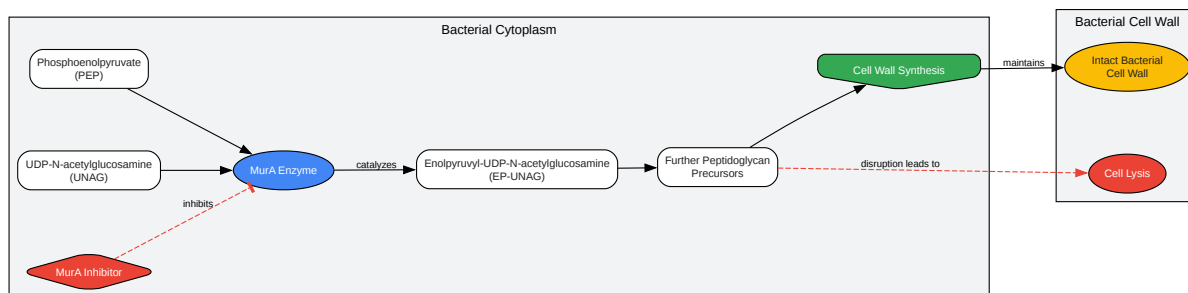 Bacterial Cytoplasm
Bacterial Cell Wall
Phosphoenolpyruvate
(PEP)
Cell Wall Synthesis
maintains
Intact Bacterial
Cell Wall
UDP-N-acetylglucosamine
(UNAG)
MurA Enzyme
catalyzes
Enolpyruvyl-UDP-N-acetylglucosamine
(EP-UNAG)
Further Peptidoglycan
Precursors
disruption leads to
Cell Lysis
inhibits
MurA Inhibitor